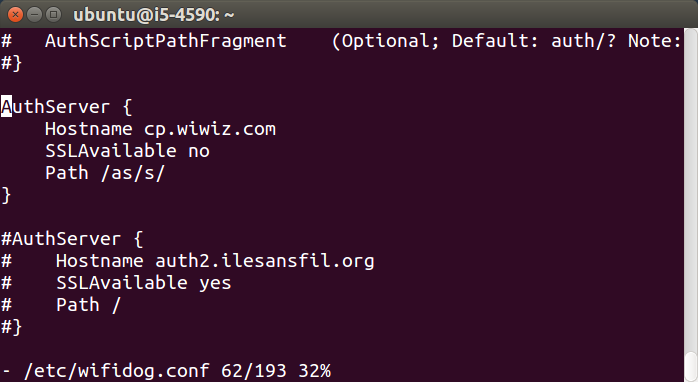 ubuntu@i5-4590: ~
#   AuthScriptPathFragment    (Optional; Default: auth/? Note:
#}
AuthServer {
    Hostname cp.wiwiz.com
    SSLAvailable no
    Path /as/s/
}
#AuthServer {
#    Hostname auth2.ilesansfil.org
#    SSLAvailable yes
#    Path /
#}
- /etc/wifidog.conf 62/193 32%